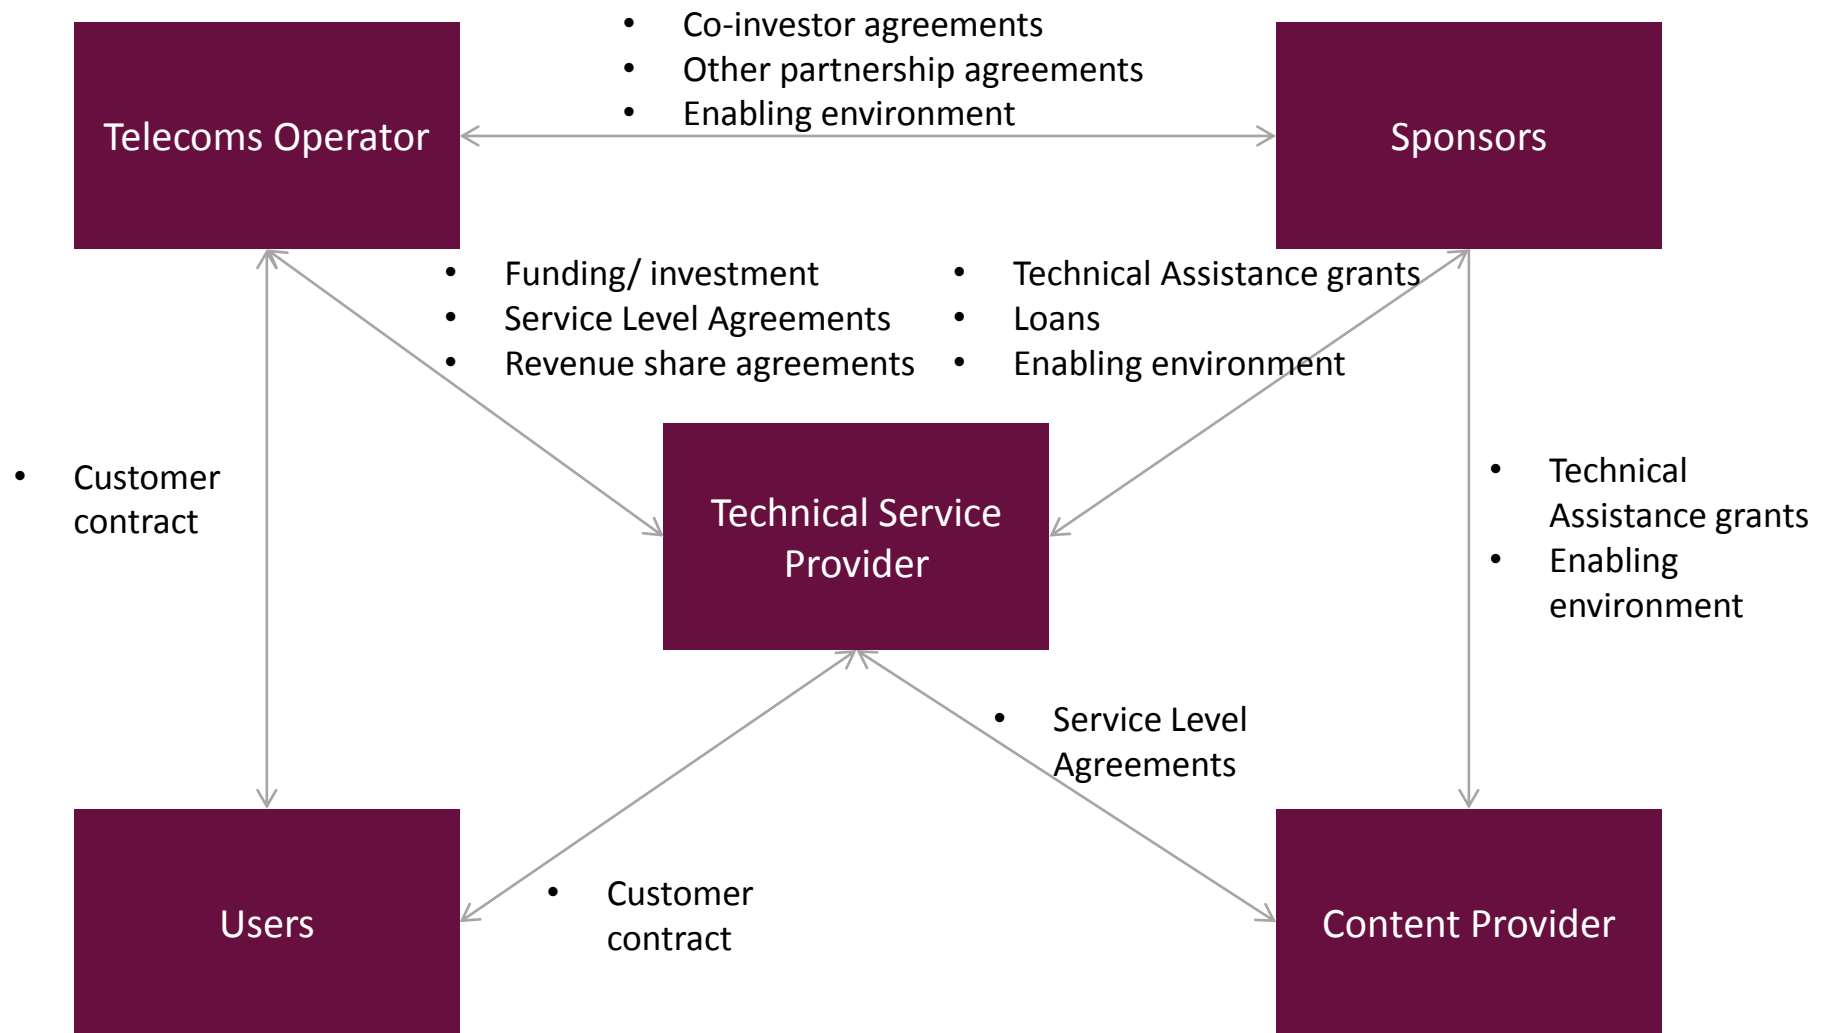 • Co-investor agreements
• Other partnership agreements
• Enabling environment
Telecoms Operator
Sponsors
• Funding/ investment
• Service Level Agreements
• Revenue share agreements
• Technical Assistance grants
• Loans
• Enabling environment
• Customer
contract
Technical Service
Provider
• Technical
Assistance grants
• Enabling
environment
• Service Level
Agreements
Users
• Customer
contract
Content Provider